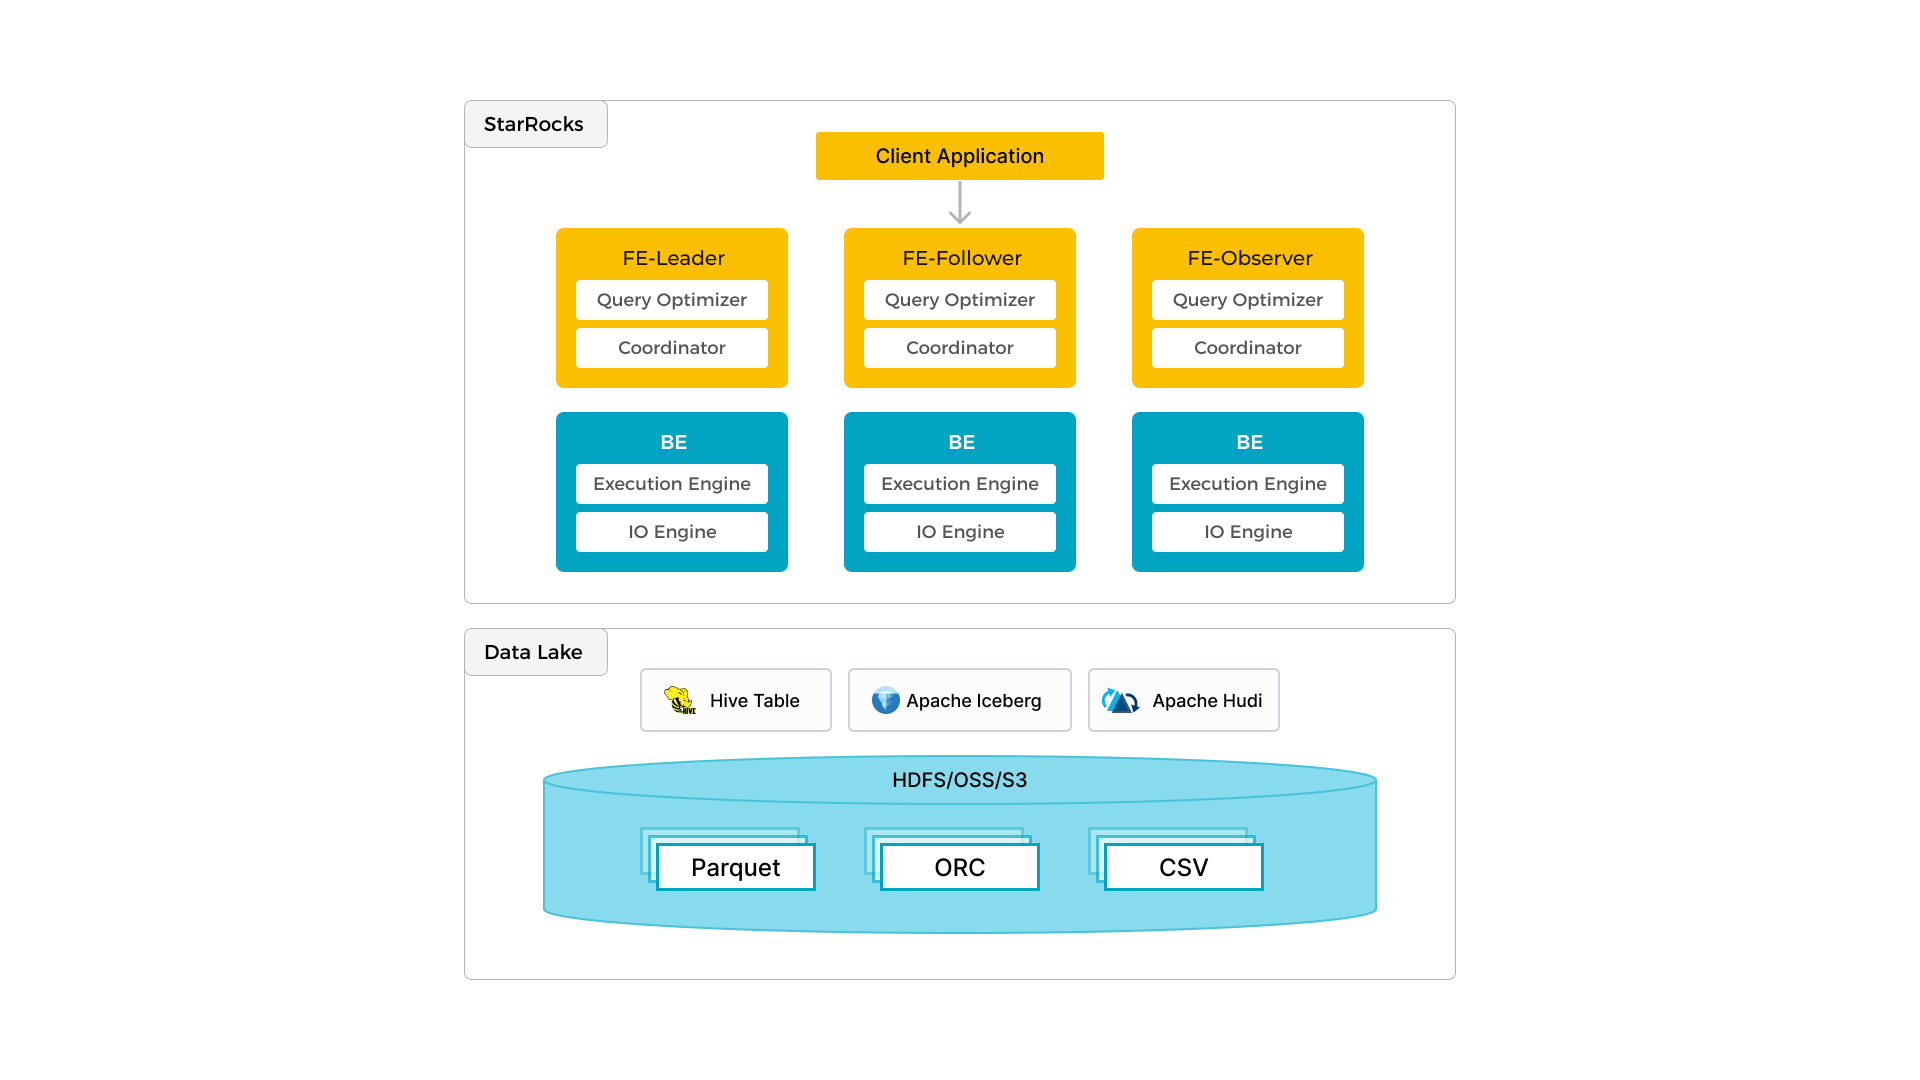 StarRocks
Client Application
FE-Leader
Query Optimizer
Coordinator
FE-Follower
Query Optimizer
Coordinator
FE-Observer
Query Optimizer
Coordinator
BE
Execution Engine
IO Engine
BE
Execution Engine
IO Engine
BE
Execution Engine
IO Engine
Data Lake
HIVE
Hive Table
Apache Iceberg
Apache Hudi
HDFS/OSS/S3
Parquet
ORC
CSV